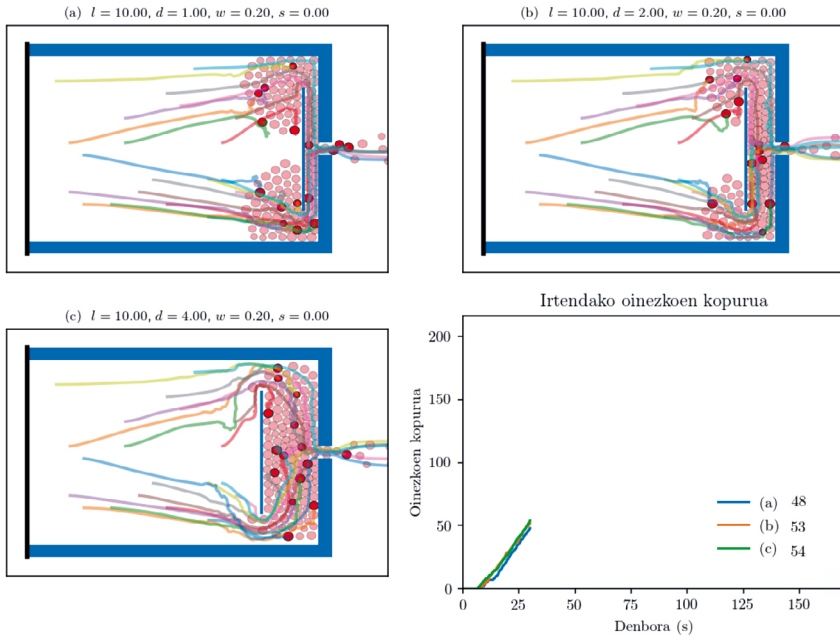 (a) l = 10.00, d = 1.00, w = 0.20, s = 0.00
(b) l = 10.00, d = 2.00, w = 0.20, s = 0.00
(c) l = 10.00, d = 4.00, w = 0.20, s = 0.00
Irtendako oinezkoen kopurua
Oinezkoen kopurua
200
150
100
50
0
(a) 48
(b) 53
(c) 54
0 25 50 75 100 125 150
Denbora (s)